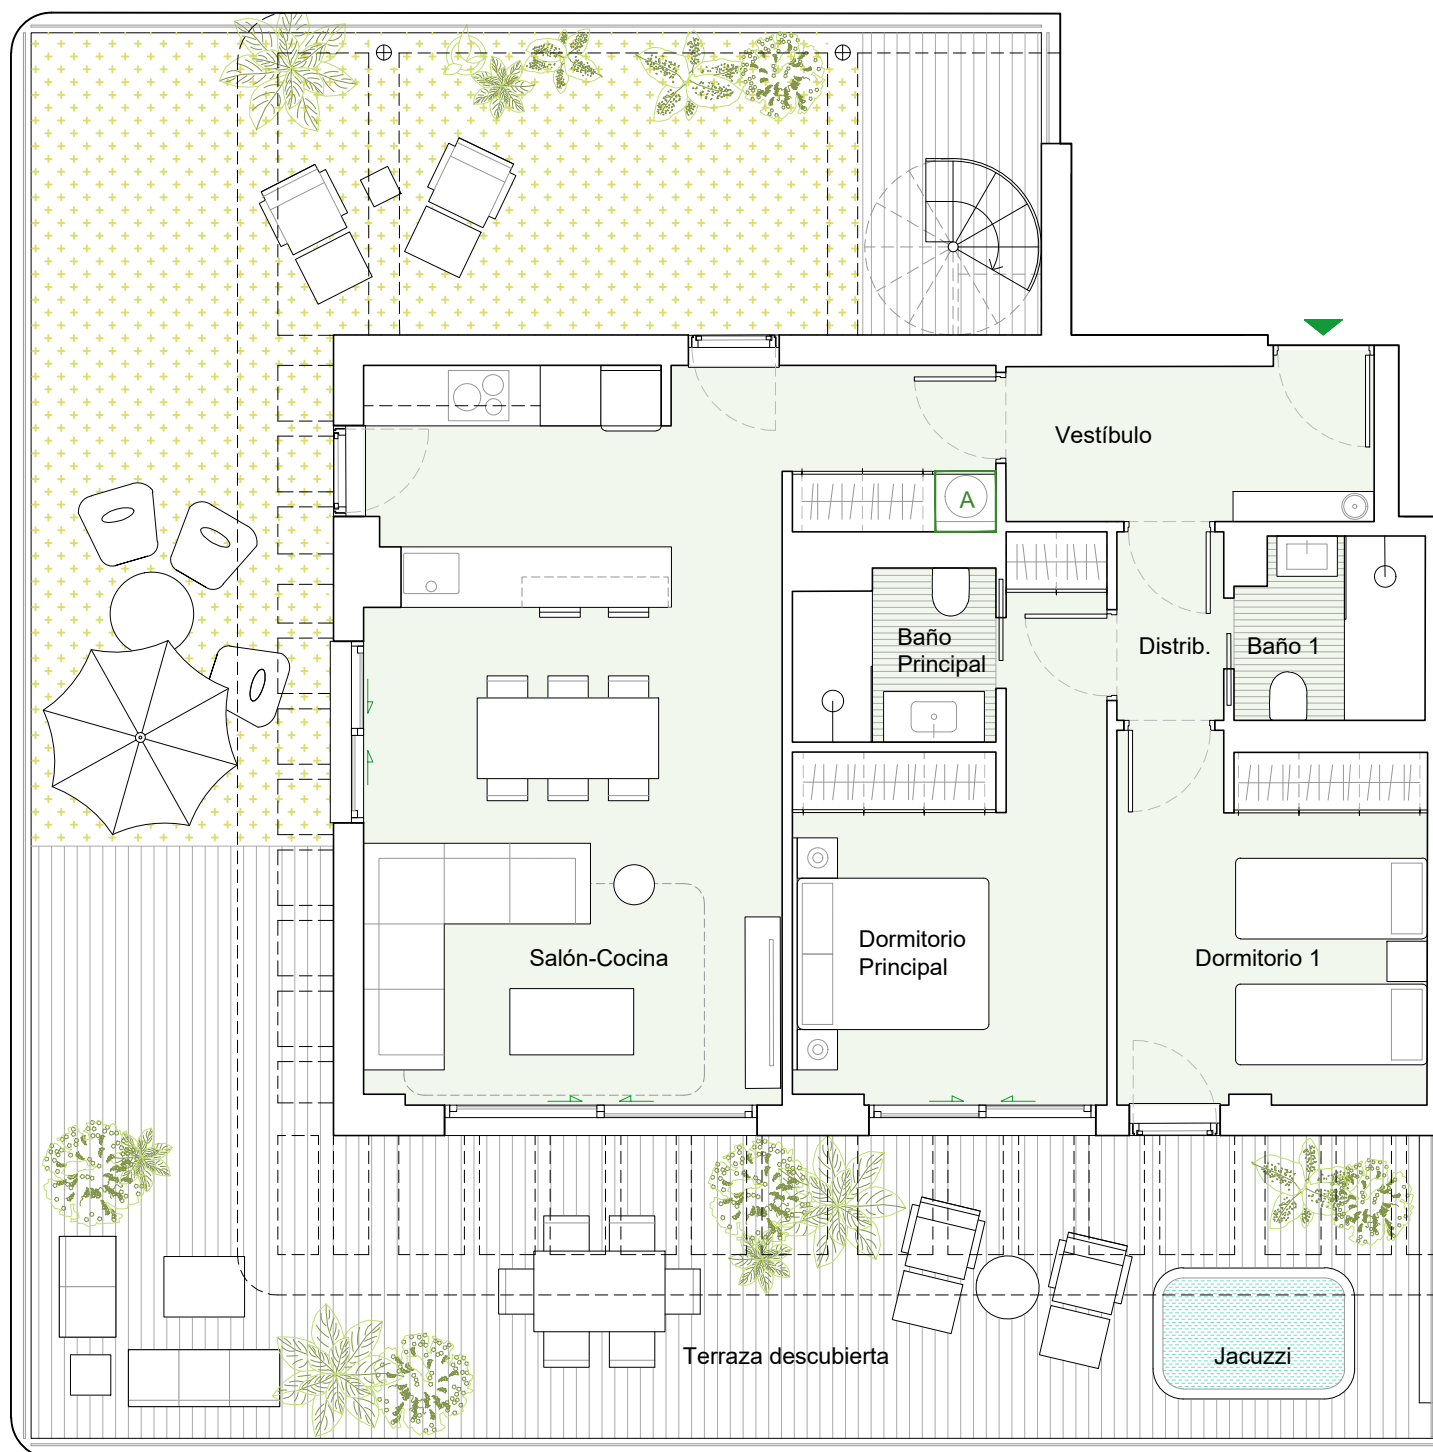 Vestíbulo
A
Baño
Principal
Distrib.
Baño 1
Salón-Cocina
Dormitorio
Principal
Dormitorio 1
Terraza descubierta
Jacuzzi